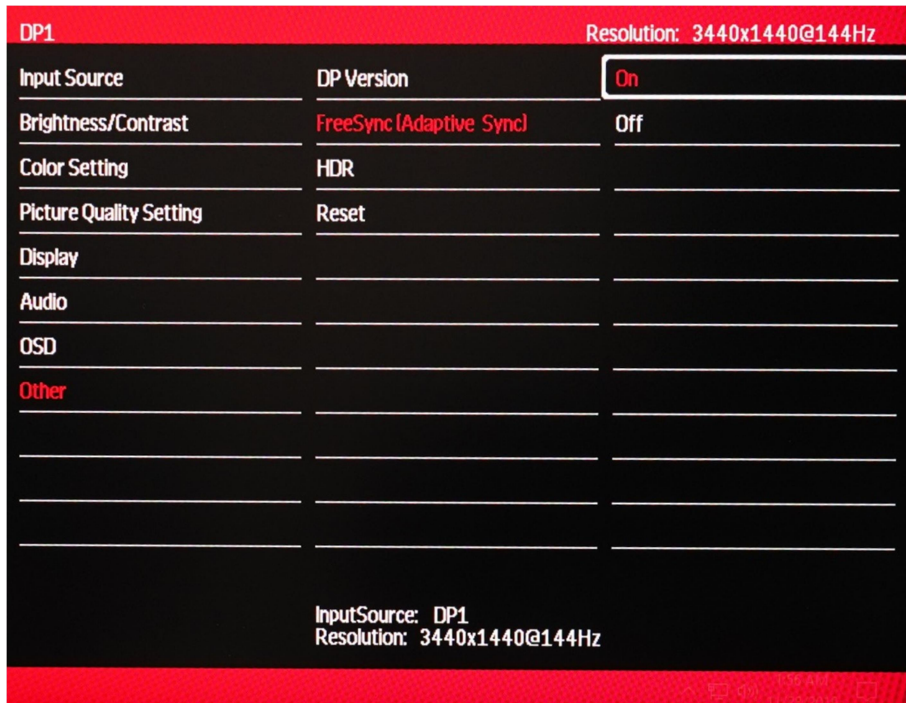 DP1
Resolution: 3440x1440@144Hz
Input Source
DP Version
On
Brightness/Contrast
FreeSync (Adaptive Sync)
Off
Color Setting
HDR
Picture Quality Setting
Reset
Display
Audio
OSD
Other
InputSource: DP1
Resolution: 3440x1440@144Hz